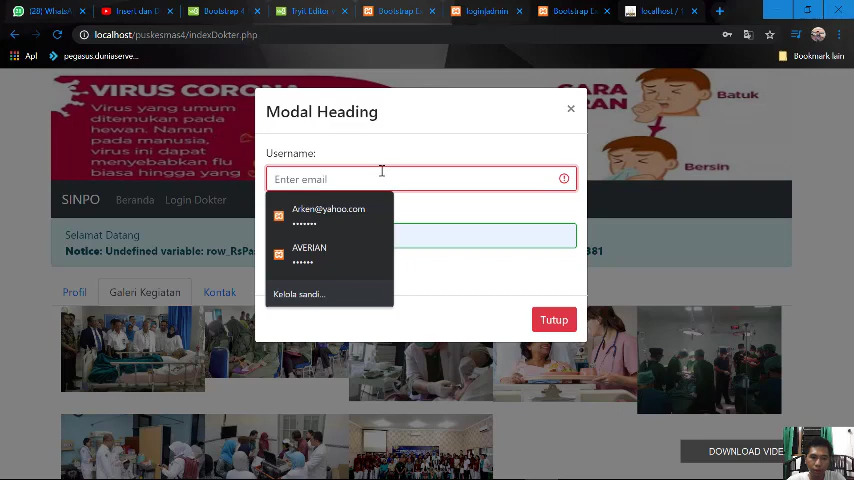 (28) WhatsA
Insert dan E
Bootstrap 4
Tryit Editor v
Bootstrap E
loginjadmin
Bootstrap E
localhost / 1
localhost/puskesmas4/indexDokter.php
Apl
pegasus.duniaserve...
Bookmark lain
VIRUS CORONA
Virus yang umum
ditemukan pada
hewan. Namun
pada manusia,
virus ini dapat
menyebabkan flu
biasa hingga yang
CARA
Batuk
Bersin
Modal Heading
×
Username:
Enter email
Arken@yahoo.com
•••••••
AVERIAN
••••••
Kelola sandi...
Tutup
SINPO
Beranda
Login Dokter
Selamat Datang
Notice: Undefined variable: row_RsPa
381
Profil
Galeri Kegiatan
Kontak
DOWNLOAD VIDE